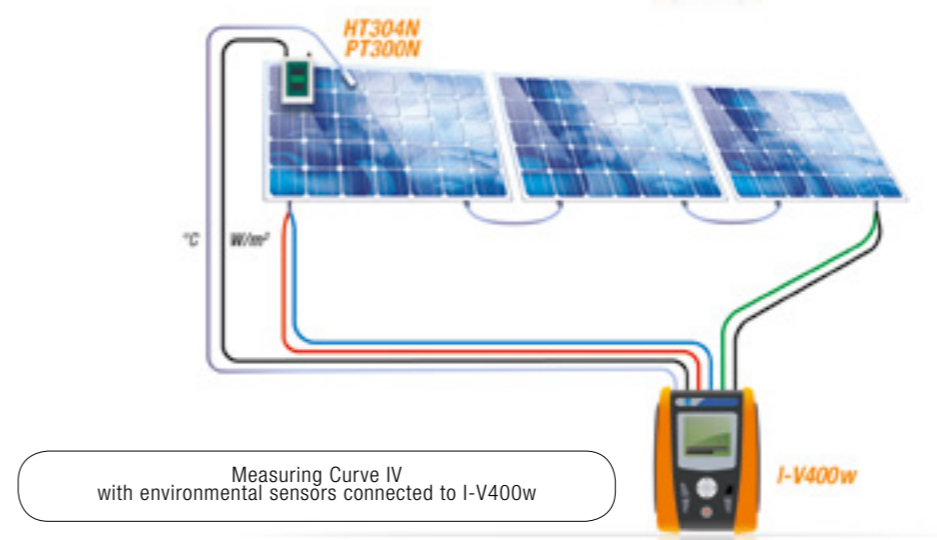 HT304N
PT300N
°C
W/m²
I-V400w
Measuring Curve IV
with environmental sensors connected to I-V400w